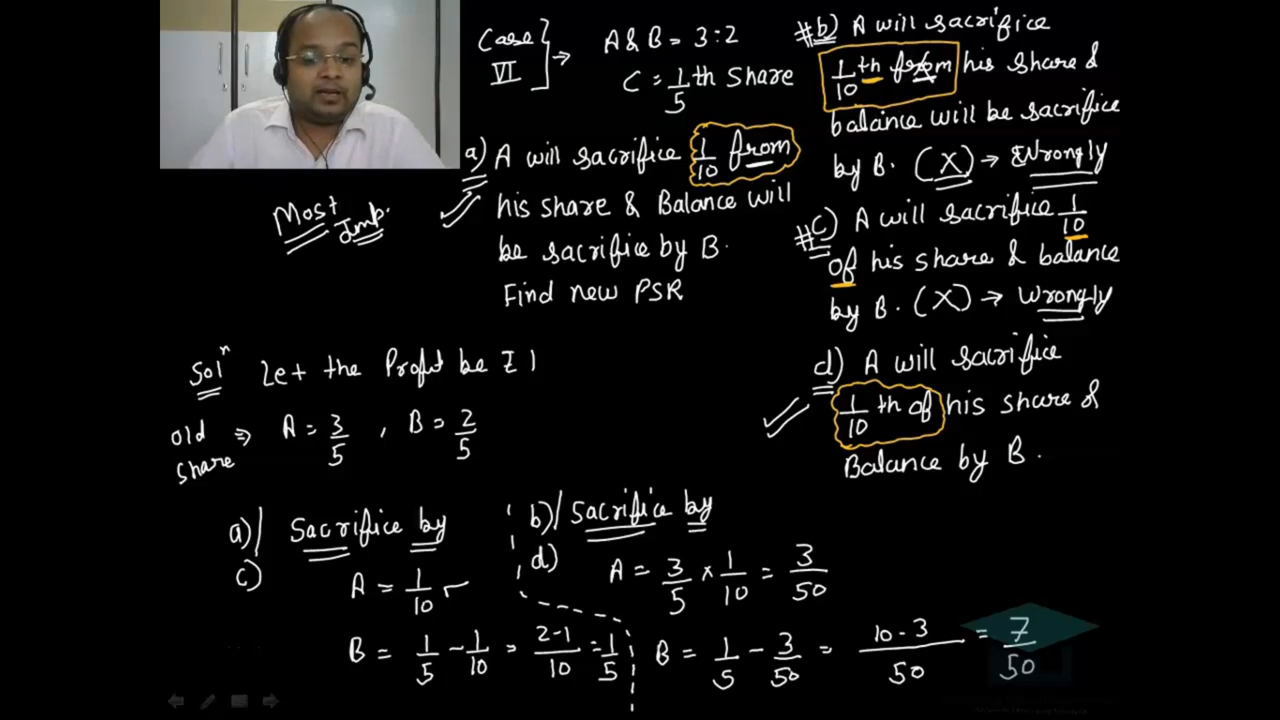 Case VI → A & B = 3:2
C = 1/5 th Share
a) A will sacrifice 1/10 from
his share & Balance will
be sacrifice by B.
Find new PSR
Most Imp.
#b) A will sacrifice
1/10 th from his share &
balance will be sacrifice
by B. (X) → Wrongly
#c) A will sacrifice 1/10
of his share & balance
by B. (X) → Wrongly
d) A will sacrifice
1/10 th of his share &
Balance by B.
Solⁿ Let the Profit be ₹ 1
old share ⇒ A = 3/5 , B = 2/5
a)/ c) Sacrifice by
A = 1/10
B = 1/5 - 1/10 = 2-1/10 = 1/5
b)/ d) Sacrifice by
A = 3/5 × 1/10 = 3/50
B = 1/5 - 3/50 = 10-3/50 = 7/50